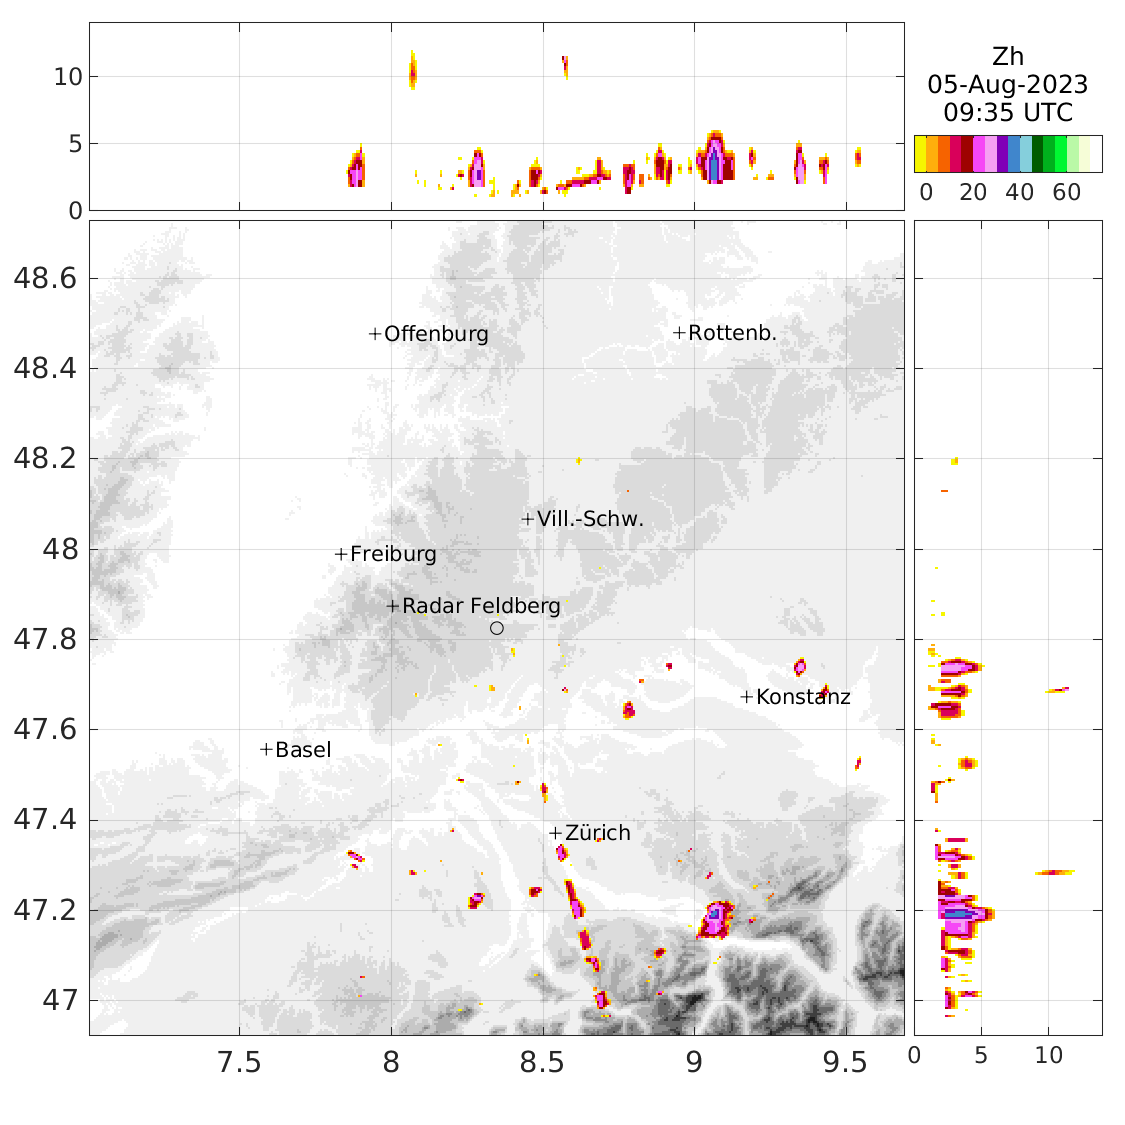 10
5
0
Zh
05-Aug-2023
09:35 UTC
0 20 40 60
48.6
48.4
48.2
48
47.8
47.6
47.4
47.2
47
+Offenburg
+Rottenb.
+Vill.-Schw.
+Freiburg
+Radar Feldberg
+Konstanz
+Basel
+Zürich
7.5 8 8.5 9 9.5
0 5 10